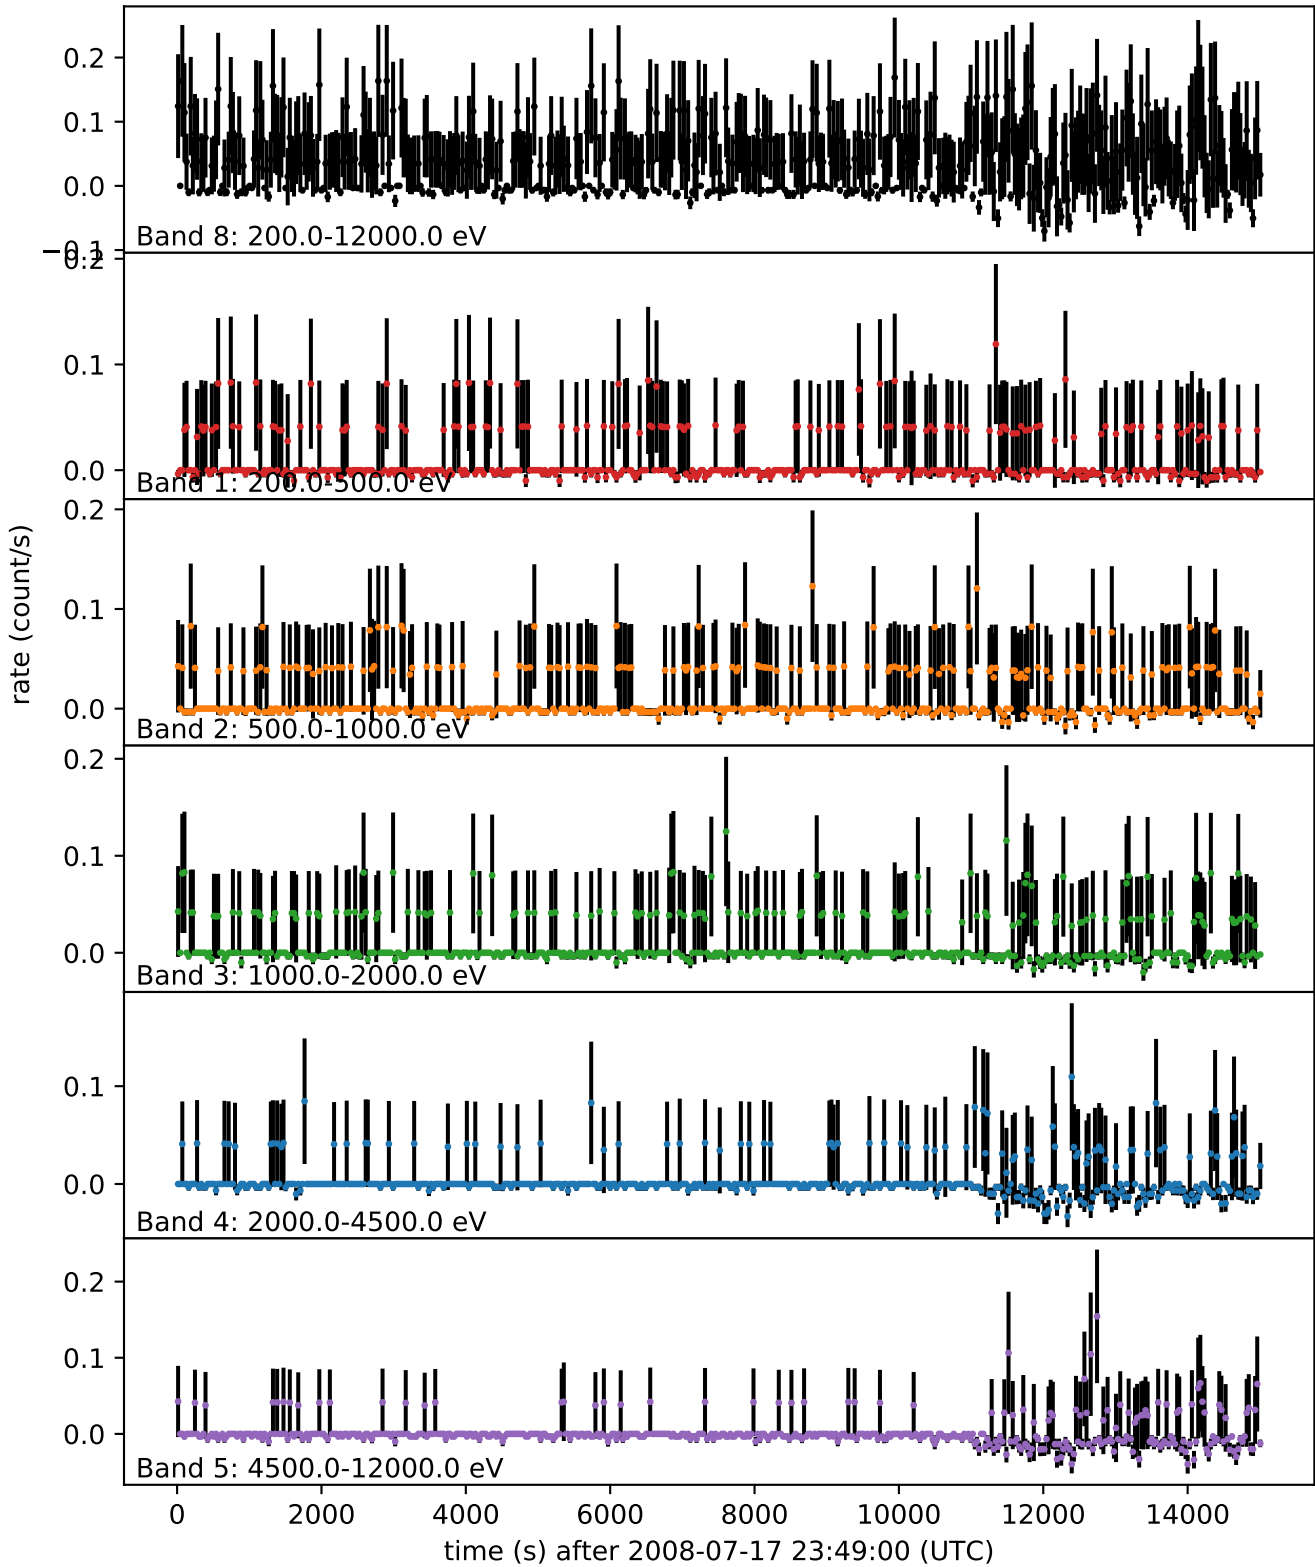 0.2
0.1
0.0
−0.1
Band 8: 200.0-12000.0 eV
0.2
0.1
0.0
Band 1: 200.0-500.0 eV
0.2
0.1
0.0
Band 2: 500.0-1000.0 eV
rate (count/s)
0.2
0.1
0.0
Band 3: 1000.0-2000.0 eV
0.1
0.0
Band 4: 2000.0-4500.0 eV
0.2
0.1
0.0
Band 5: 4500.0-12000.0 eV
0 2000 4000 6000 8000 10000 12000 14000
time (s) after 2008-07-17 23:49:00 (UTC)